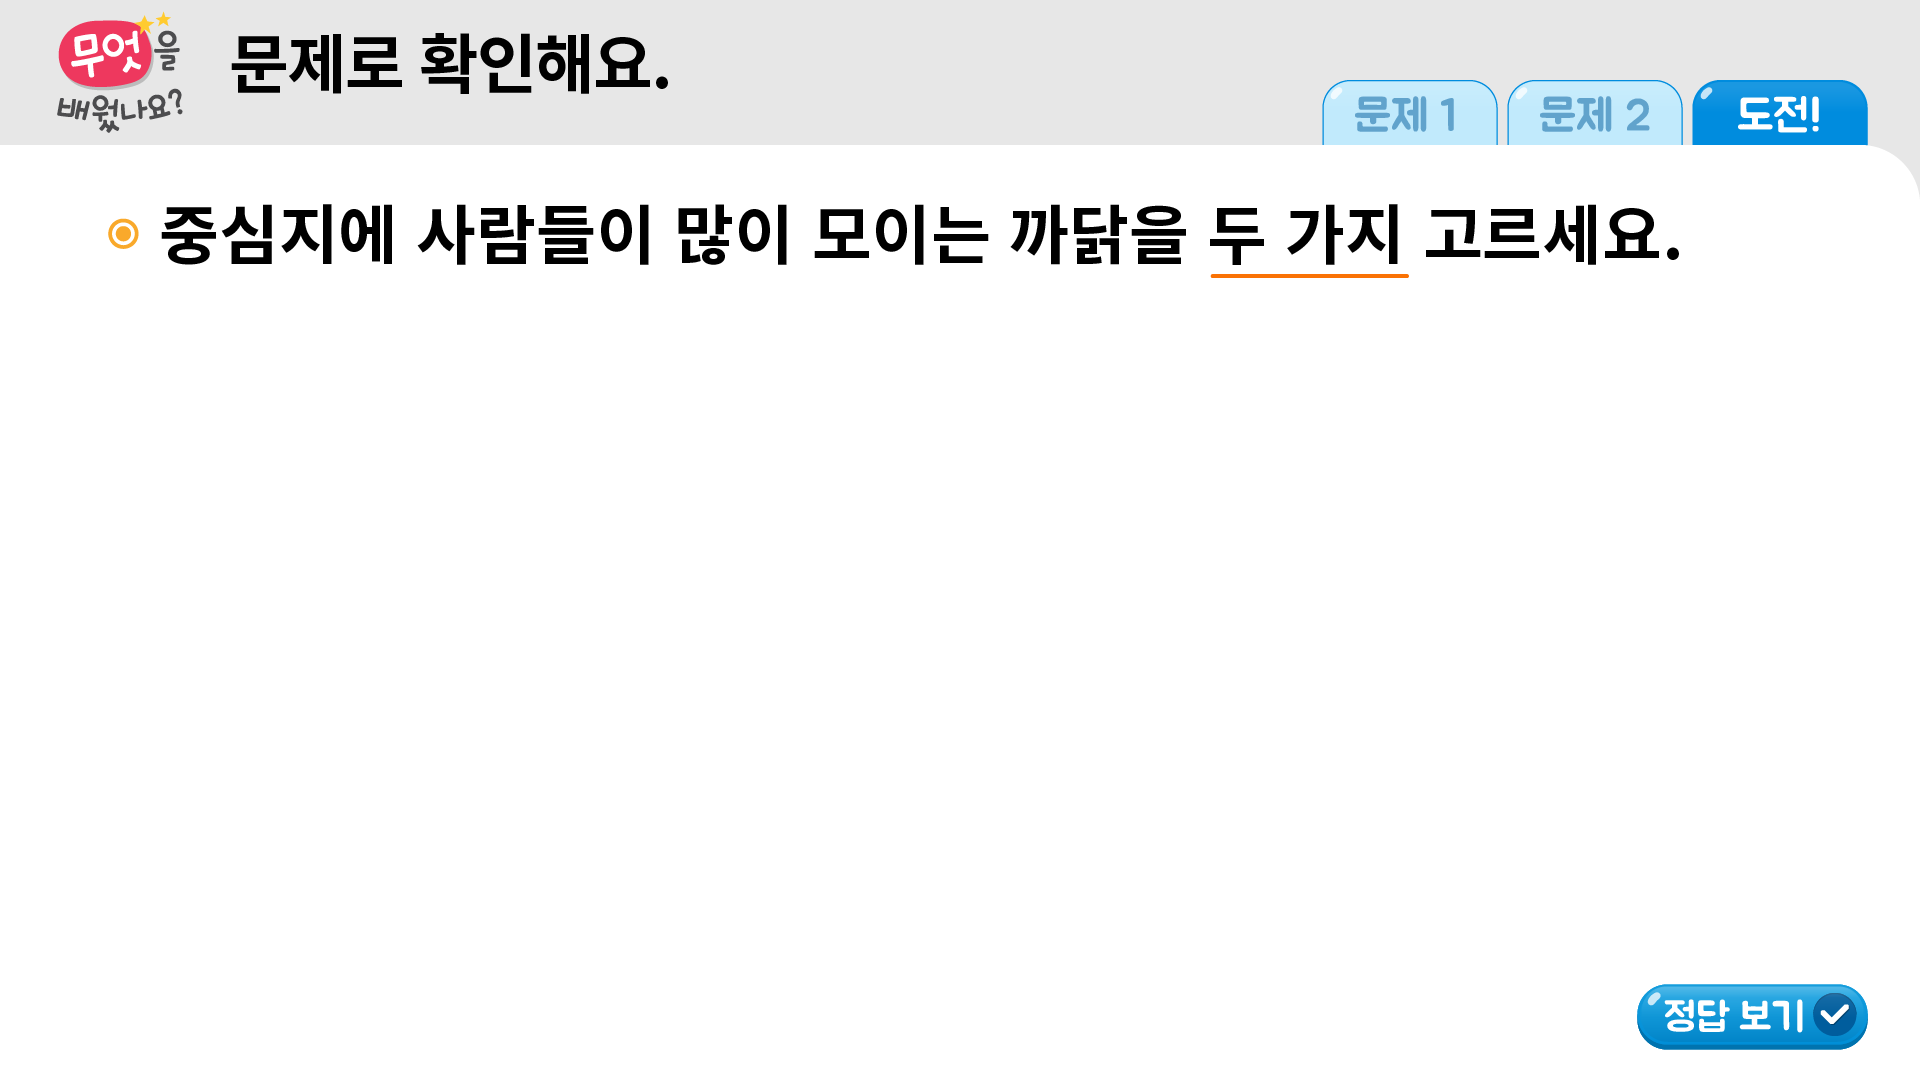 무엇을
배웠나요?
문제로 확인해요.
문제 1
문제 2
도전!
중심지에 사람들이 많이 모이는 까닭을 두 가지 고르세요.
정답 보기